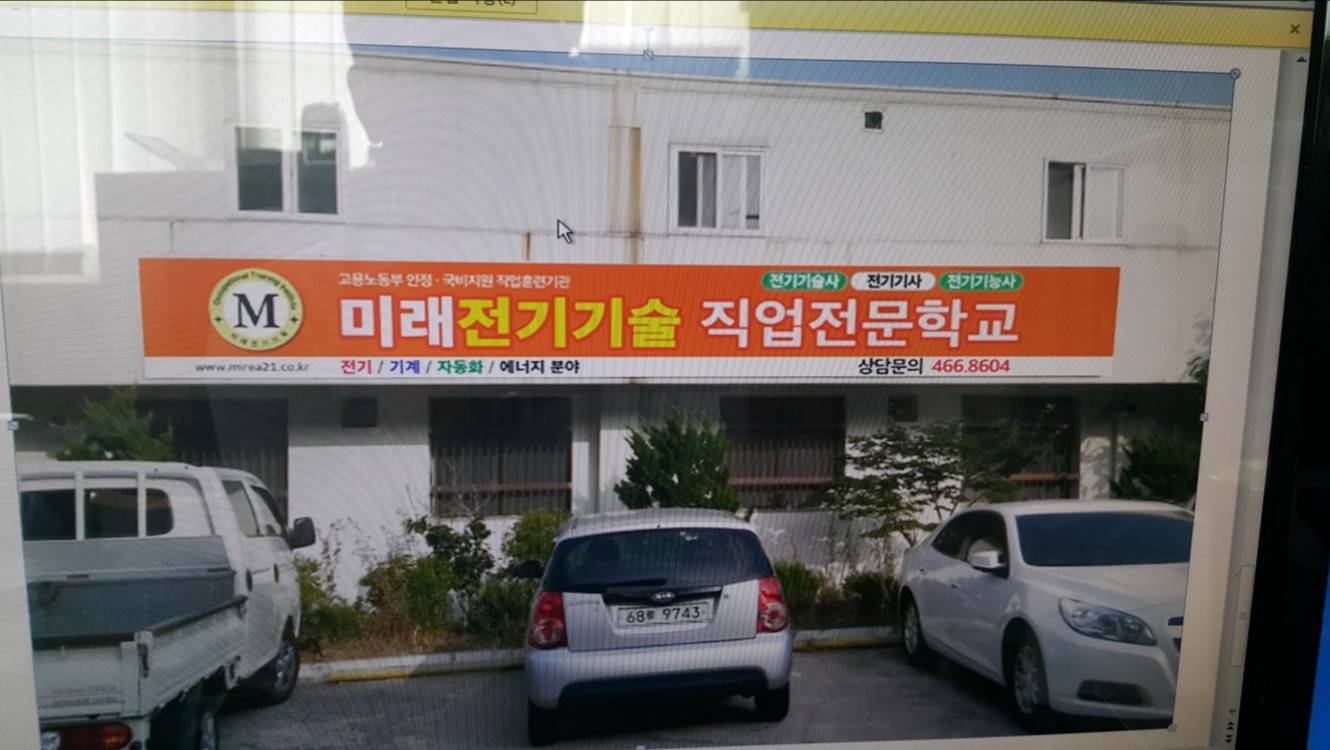 고용노동부 인정 · 국비지원 직업훈련기관
전기기술사 전기기사 전기기능사
M
미래전기기술 직업전문학교
www.mirea21.co.kr
전기 / 기계 / 자동화 / 에너지 분야
상담문의 466.8604
KIA
68루 9743